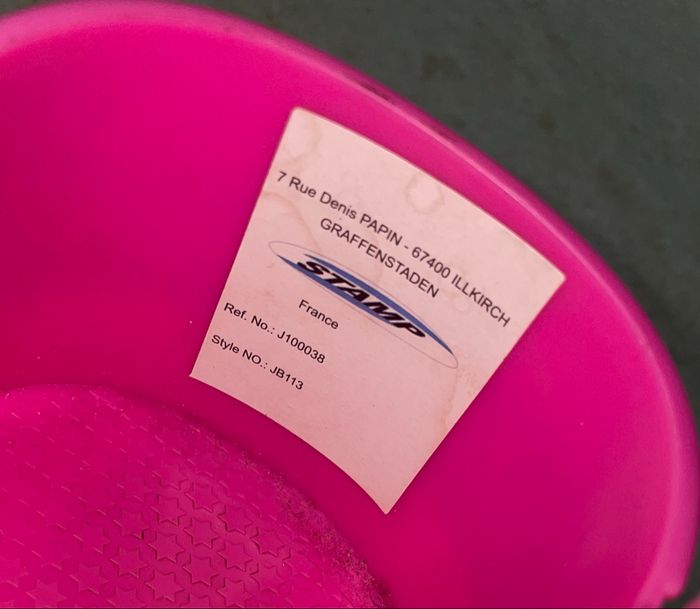 7 Rue Denis PAPIN - 67400 ILLKIRCH
GRAFFENSTADEN
STAMP
France
Ref. No.: J100038
Style NO.: JB113